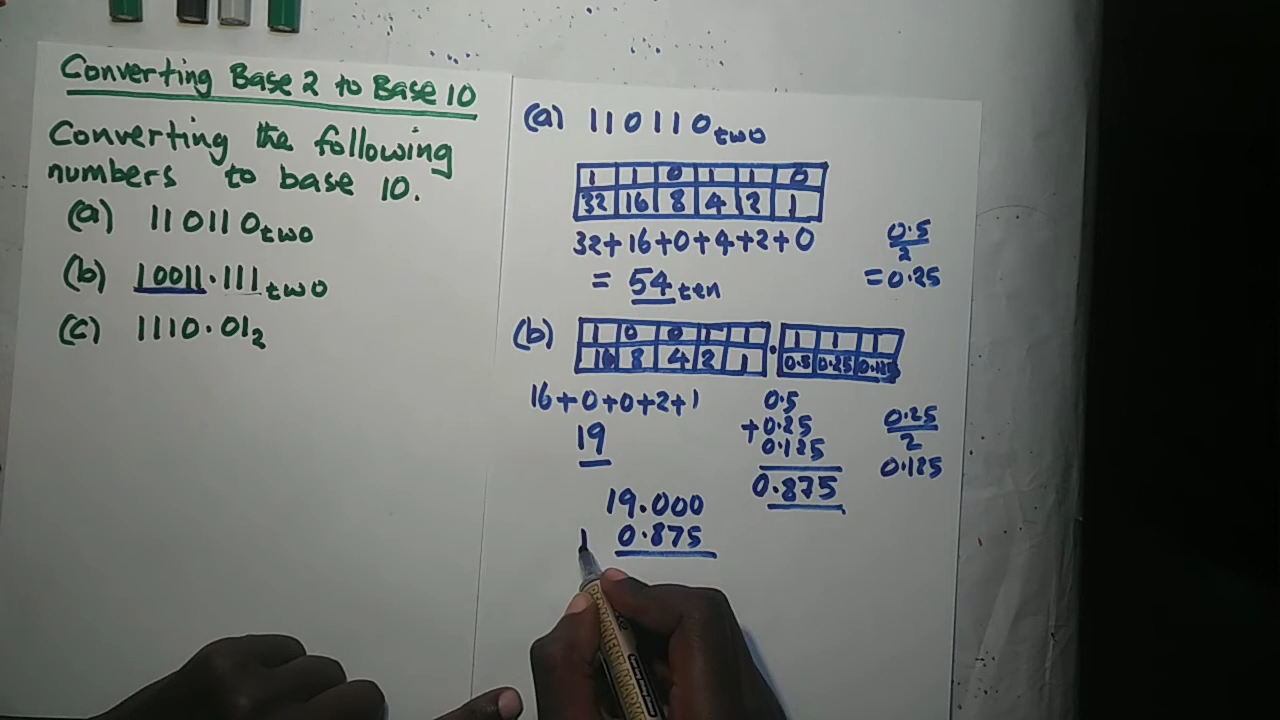 Converting Base 2 to Base 10
Converting the following
numbers to base 10.
(a) 110110two
(b) 10011.111two
(c) 1110.01₂
(a) 110110two
1 1 0 1 1 0
32 16 8 4 2 1
32+16+0+4+2+0
= 54ten
0.5
2
=0.25
(b) 1 0 0 1 1 . 1 1 1
16 8 4 2 1 0.5 0.25 0.125
16+0+0+2+1
19
0.5
+0.25
0.125
0.875
0.25
2
0.125
19.000
0.875